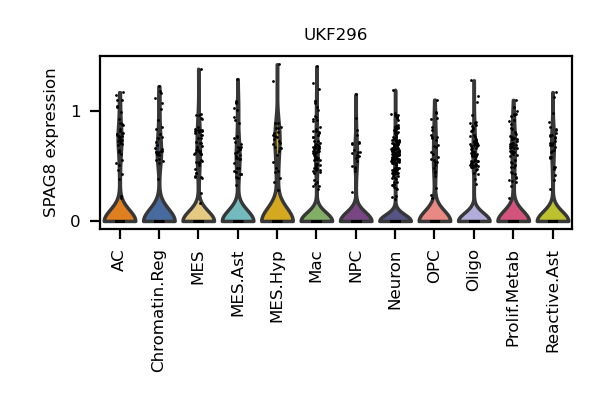 UKF296
SPAG8 expression
1
0
AC
Chromatin.Reg
MES
MES.Ast
MES.Hyp
Mac
NPC
Neuron
OPC
Oligo
Prolif.Metab
Reactive.Ast